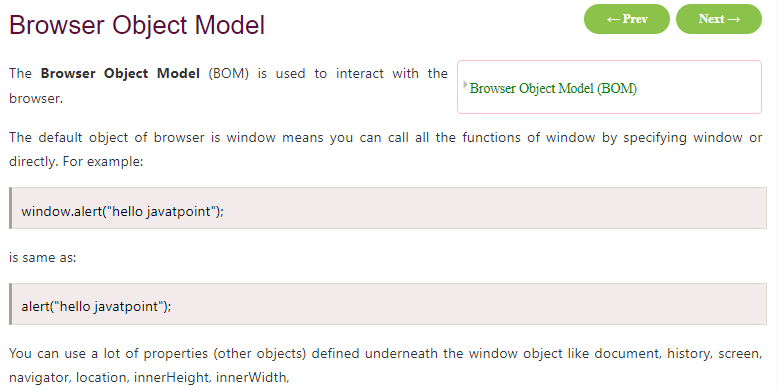 Browser Object Model
← Prev
Next →
The Browser Object Model (BOM) is used to interact with the
browser.
Browser Object Model (BOM)
The default object of browser is window means you can call all the functions of window by specifying window or
directly. For example:
window.alert("hello javatpoint");
is same as:
alert("hello javatpoint");
You can use a lot of properties (other objects) defined underneath the window object like document, history, screen,
navigator, location, innerHeight, innerWidth,